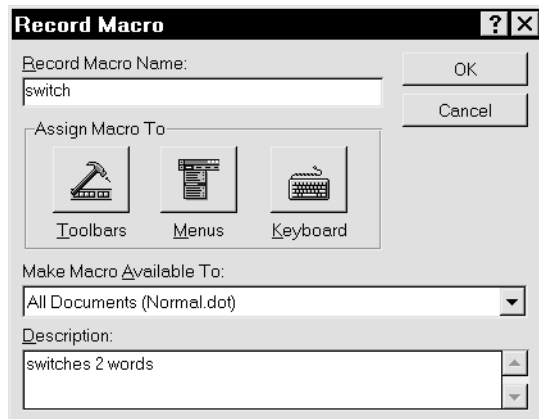 Record Macro
Record Macro Name:
OK
switch
Cancel
Assign Macro To
Toolbars Menus Keyboard
Make Macro Available To:
All Documents (Normal.dot)
Description:
switches 2 words